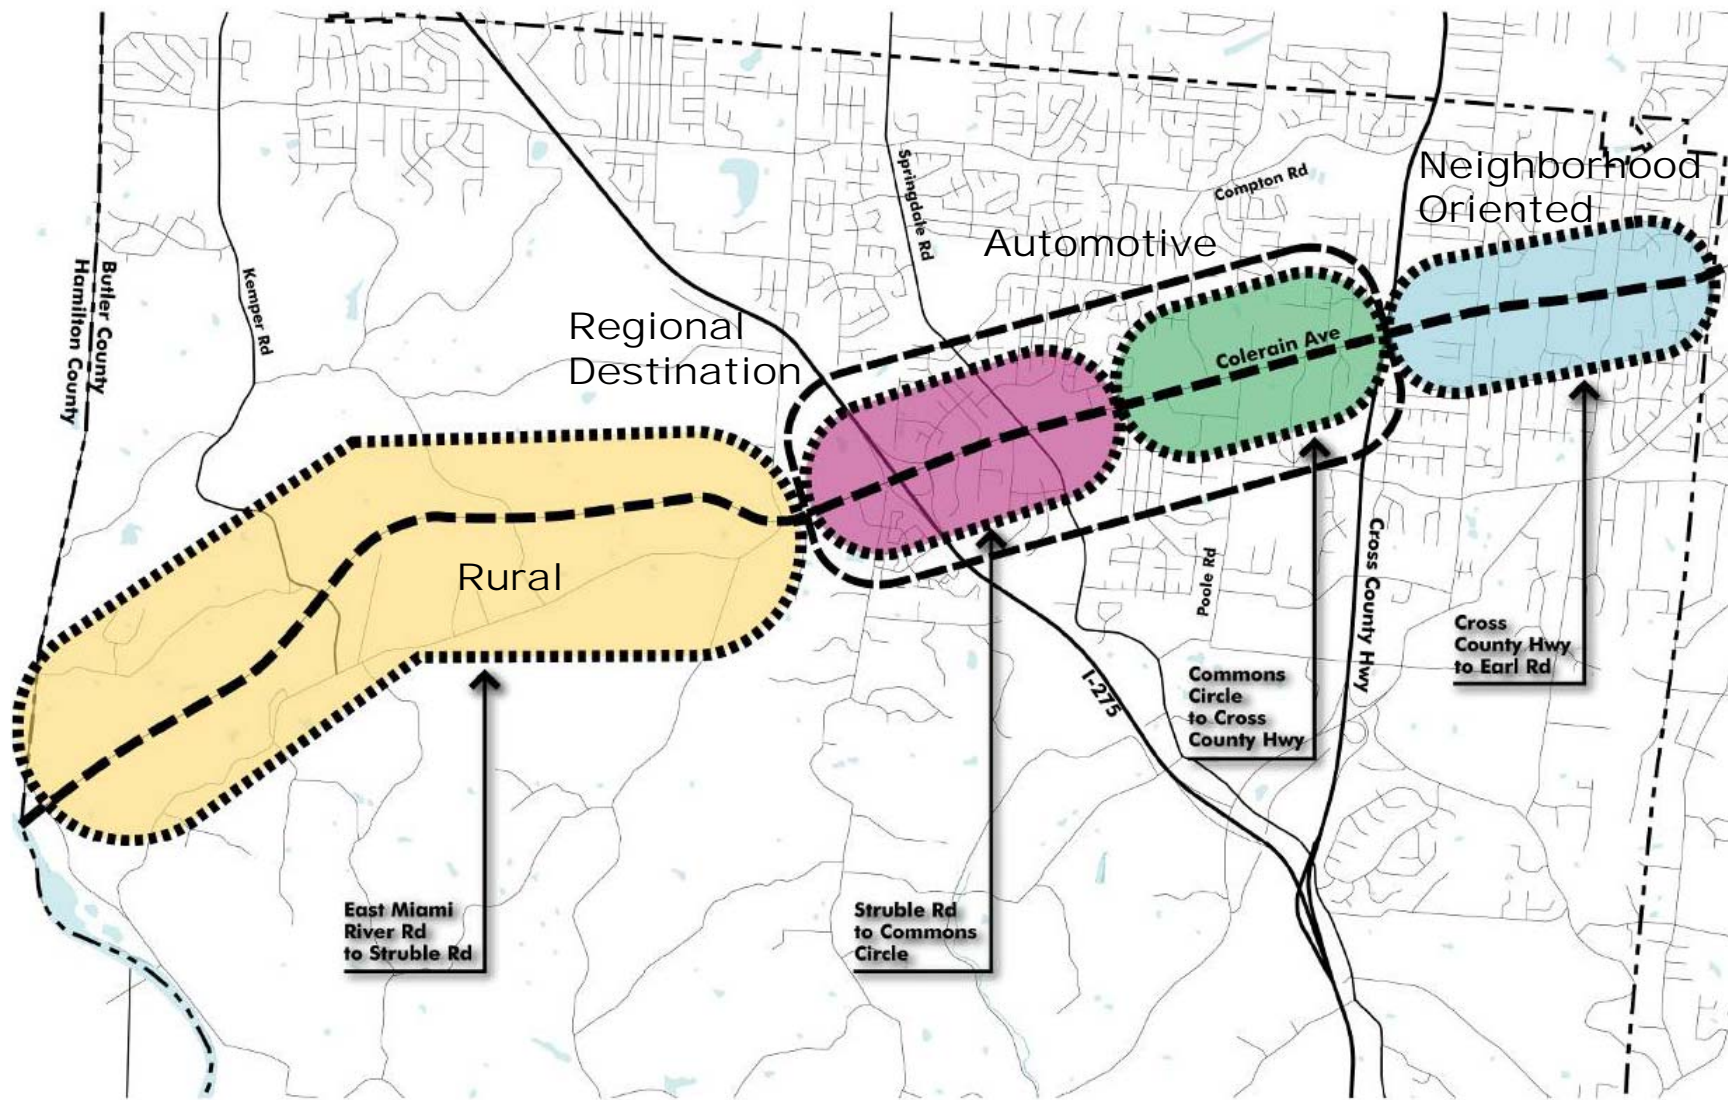 Neighborhood
Oriented
Compton Rd
Springdale Rd
Automotive
Butler County
Hamilton County
Kemper Rd
Regional
Destination
Colerain Ave
Rural
Cross County Hwy
Poole Rd
I-275
Cross
County Hwy
to Earl Rd
Commons
Circle
to Cross
County Hwy
East Miami
River Rd
to Struble Rd
Struble Rd
to Commons
Circle